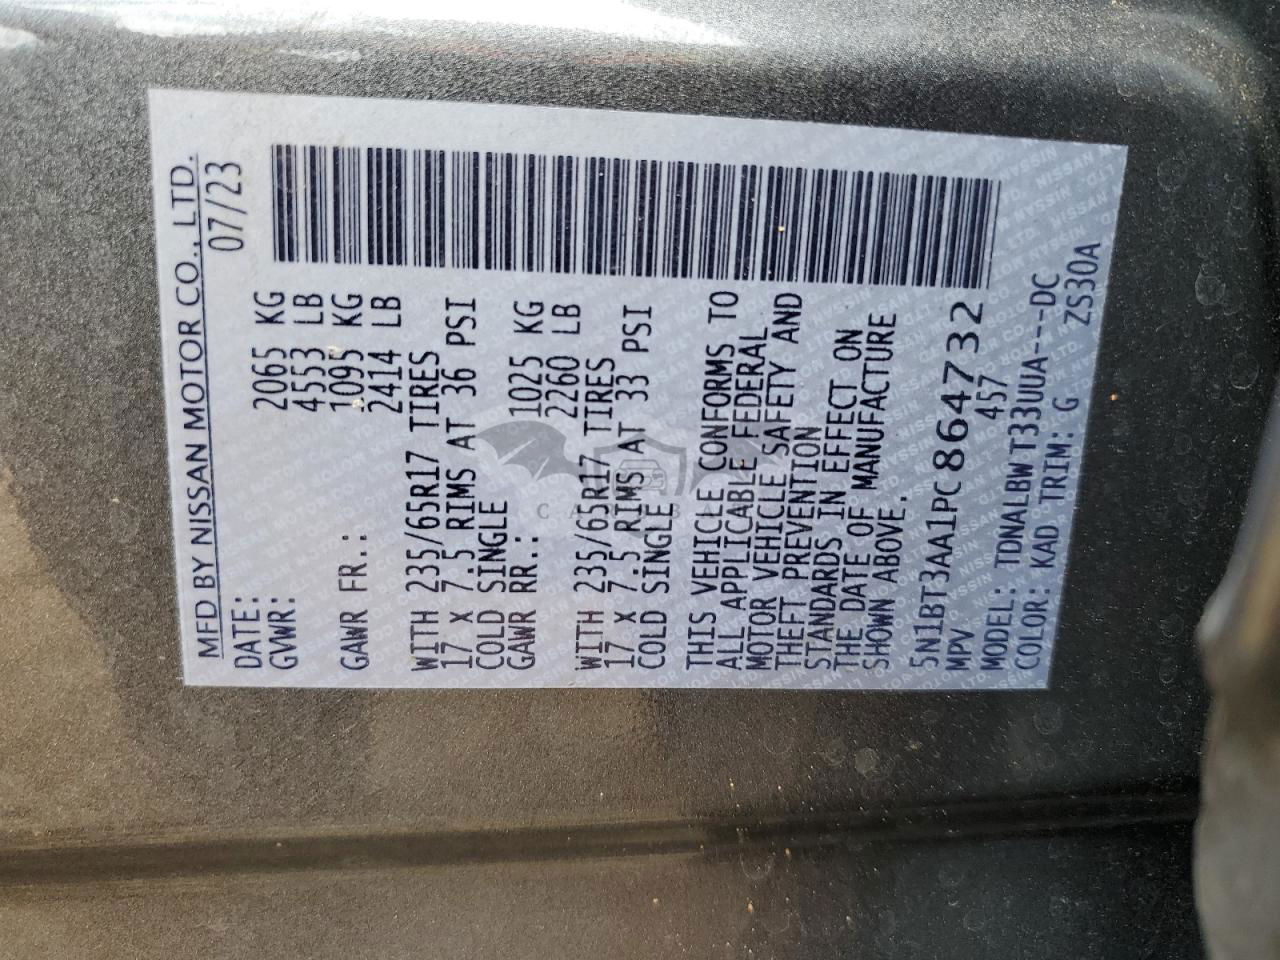 MFD BY NISSAN MOTOR CO., LTD.
DATE: 07/23
GVWR: 2065 KG
4553 LB
GAWR FR.: 1095 KG
2414 LB
WITH 235/65R17 TIRES
17 X 7.5 RIMS AT 36 PSI
COLD SINGLE
GAWR RR.: 1025 KG
2260 LB
WITH 235/65R17 TIRES
17 X 7.5 RIMS AT 33 PSI
COLD SINGLE
THIS VEHICLE CONFORMS TO
ALL APPLICABLE FEDERAL
MOTOR VEHICLE SAFETY AND
THEFT PREVENTION
STANDARDS IN EFFECT ON
THE DATE OF MANUFACTURE
SHOWN ABOVE.
5N1BT3AA1PC864732
MPV 457
MODEL: TDNALBWT33UUA---DC
COLOR: KAD TRIM: G ZS30A